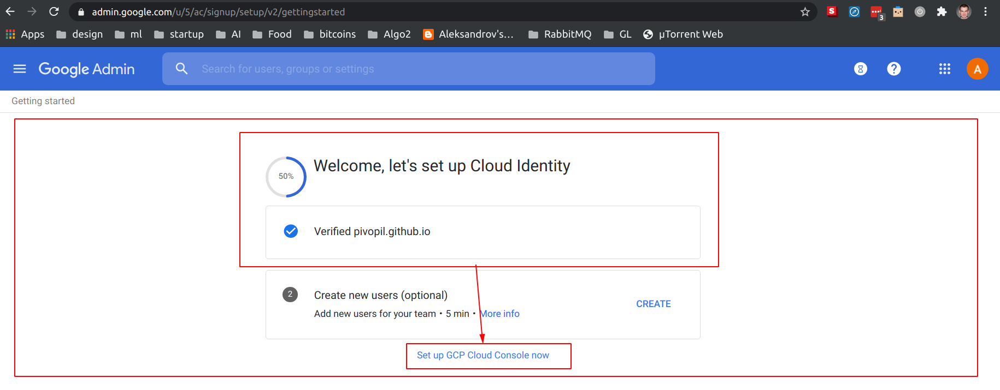 admin.google.com/u/5/ac/signup/setup/v2/gettingstarted
S
3
Apps design ml startup AI Food bitcoins Algo2 Aleksandrov's... RabbitMQ GL µTorrent Web
Google Admin Search for users, groups or settings ? A
Getting started
50% Welcome, let's set up Cloud Identity
Verified pivopil.github.io
2 Create new users (optional)
CREATE
Add new users for your team • 5 min • More info
Set up GCP Cloud Console now